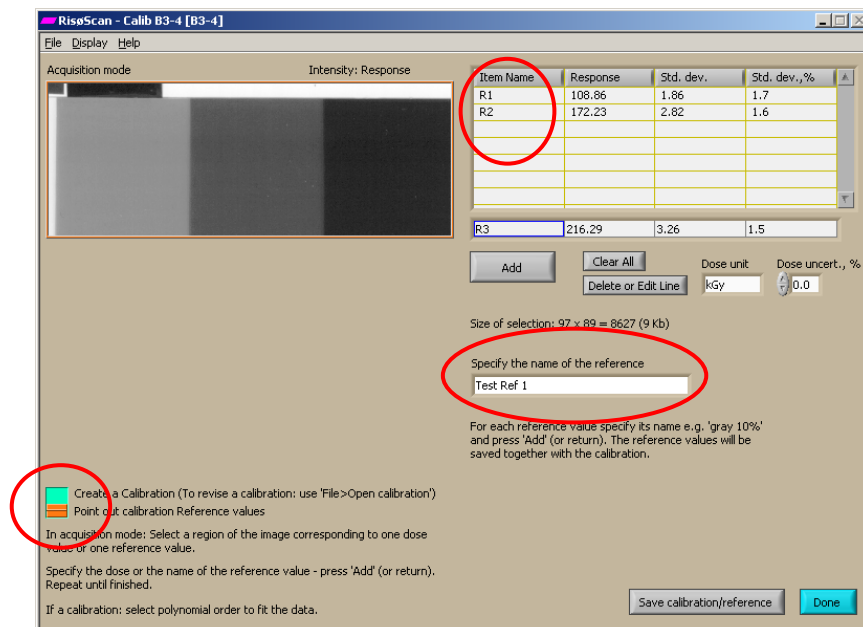 RisøScan - Calib B3-4 [B3-4]
File Display Help
Acquisition mode Intensity: Response
Item Name Response Std. dev. Std. dev.,%
R1 108.86 1.86 1.7
R2 172.23 2.82 1.6
R3 216.29 3.26 1.5
Add
Clear All
Delete or Edit Line
Dose unit
kGy
Dose uncert., %
0.0
Size of selection: 97 x 89 = 8627 (9 Kb)
Specify the name of the reference
Test Ref 1
For each reference value specify its name e.g. 'gray 10%'
and press 'Add' (or return). The reference values will be
saved together with the calibration.
Create a Calibration (To revise a calibration: use 'File>Open calibration')
Point out calibration Reference values
In acquisition mode: Select a region of the image corresponding to one dose
value or one reference value.
Specify the dose or the name of the reference value - press 'Add' (or return).
Repeat until finished.
If a calibration: select polynomial order to fit the data.
Save calibration/reference
Done